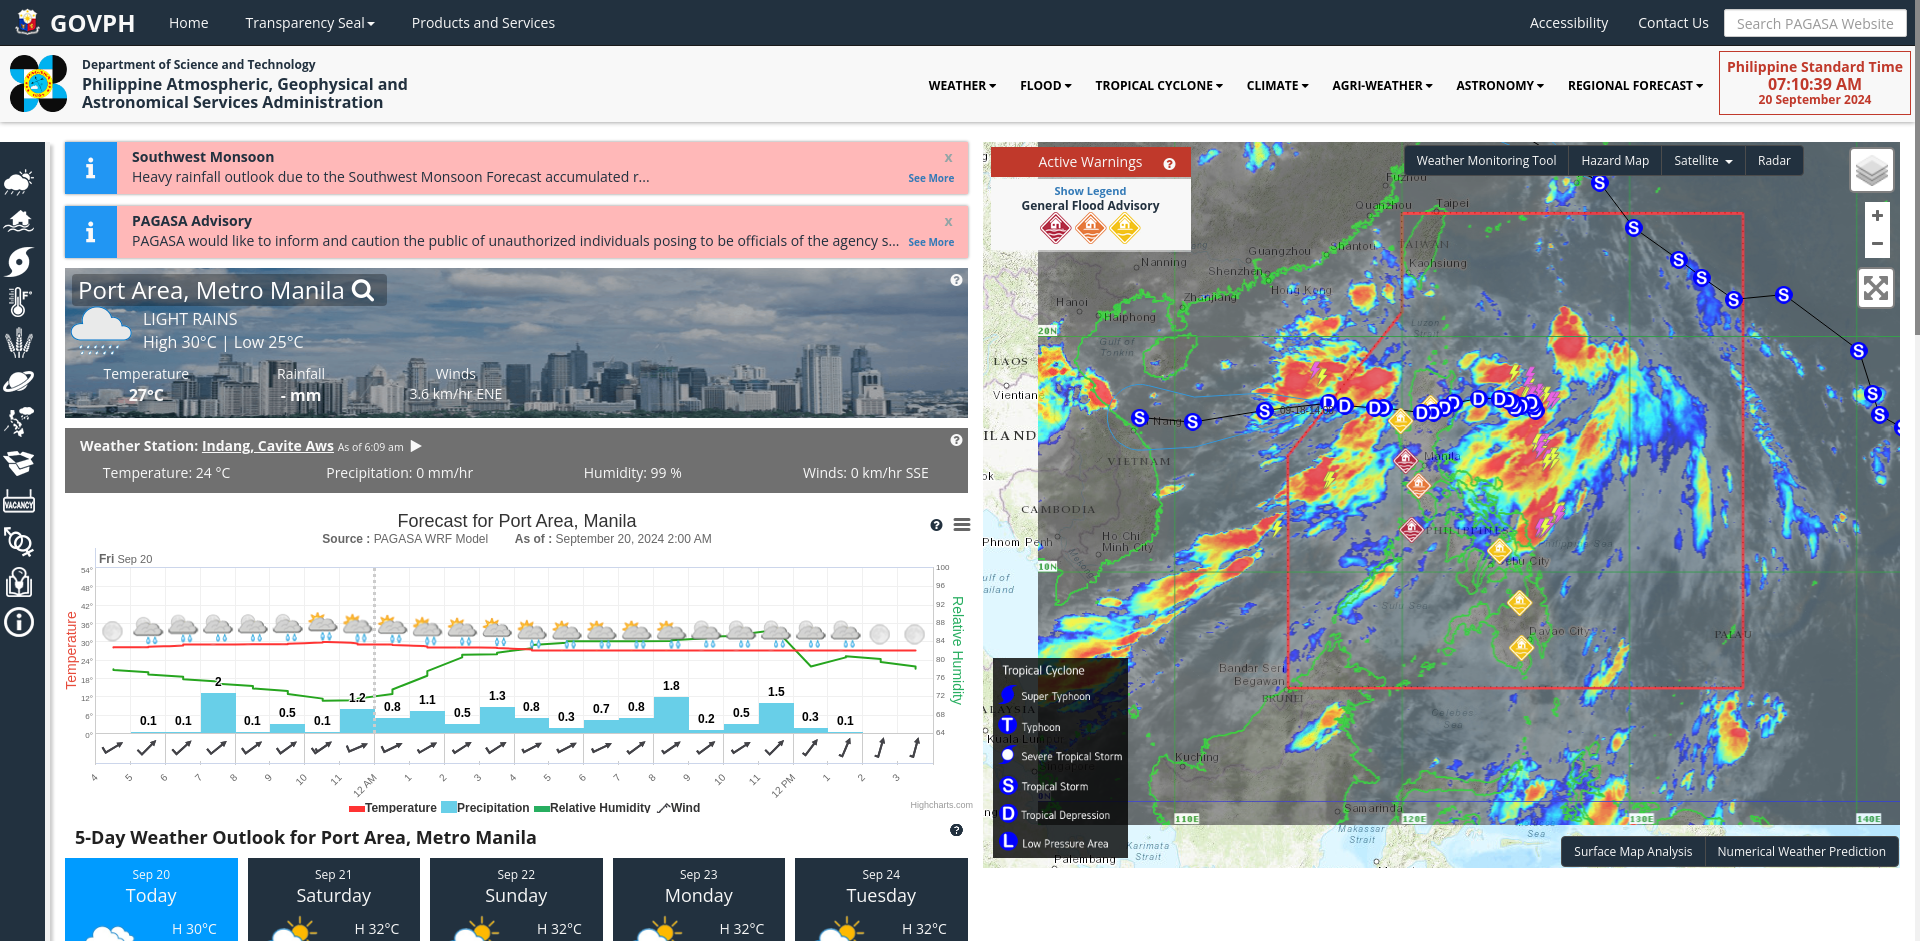 GOVPH
Home
Transparency Seal
Products and Services
Accessibility
Contact Us
Search PAGASA Website
Department of Science and Technology
Philippine Atmospheric, Geophysical and
Astronomical Services Administration
WEATHER
FLOOD
TROPICAL CYCLONE
CLIMATE
AGRI-WEATHER
ASTRONOMY
REGIONAL FORECAST
Philippine Standard Time
07:10:39 AM
20 September 2024
Southwest Monsoon
x
Heavy rainfall outlook due to the Southwest Monsoon Forecast accumulated r...
See More
PAGASA Advisory
x
PAGASA would like to inform and caution the public of unauthorized individuals posing to be officials of the agency s...
See More
Port Area, Metro Manila
LIGHT RAINS
High 30°C | Low 25°C
Temperature
Rainfall
Winds
27°C
- mm
3.6 km/hr ENE
Weather Station: Indang, Cavite Aws As of 6:09 am
Temperature: 24 °C
Precipitation: 0 mm/hr
Humidity: 99 %
Winds: 0 km/hr SSE
Forecast for Port Area, Manila
Source : PAGASA WRF Model As of : September 20, 2024 2:00 AM
Fri Sep 20
54°
48°
42°
36°
30°
24°
18°
12°
6°
0°
Temperature
100
96
92
88
84
80
76
72
68
64
Relative Humidity
0.1
0.1
2
0.1
0.5
0.1
1.2
0.8
1.1
0.5
1.3
0.8
0.3
0.7
0.8
1.8
0.2
0.5
1.5
0.3
0.1
4 5 6 7 8 9 10 11 12 AM 1 2 3 4 5 6 7 8 9 10 11 12 PM 1 2 3
Temperature Precipitation Relative Humidity Wind
Highcharts.com
5-Day Weather Outlook for Port Area, Metro Manila
Sep 20
Today
H 30°C
Sep 21
Saturday
H 32°C
Sep 22
Sunday
H 32°C
Sep 23
Monday
H 32°C
Sep 24
Tuesday
H 32°C
VACANCY
Active Warnings
Show Legend
General Flood Advisory
Weather Monitoring Tool
Hazard Map
Satellite
Radar
+
−
Fuzhou
Quanzhou
Taipei
TAIWAN
Kaohsiung
Guangzhou
Shantou
Nanning
Shenzhen
Hong Kong
Hanoi
Zhanjiang
Haiphong
Gulf of
Tonkin
Luzon
Strait
20N
LAOS
Vientian
ILAND
Nang
VIETNAM
Manila
CAMBODIA
Phnom Penh
Ho Chi
Minh City
PHILIPPINES
10N
Sulu Sea
Davao City
PALAU
Bandar Seri
Begawan
BRUNEI
Celebes
Sea
Kuching
Samarinda
110E
120E
130E
140E
Makassar
Strait
Karimata
Strait
Palembang
Tropical Cyclone
Super Typhoon
T Typhoon
Severe Tropical Storm
S Tropical Storm
D Tropical Depression
L Low Pressure Area
Surface Map Analysis
Numerical Weather Prediction